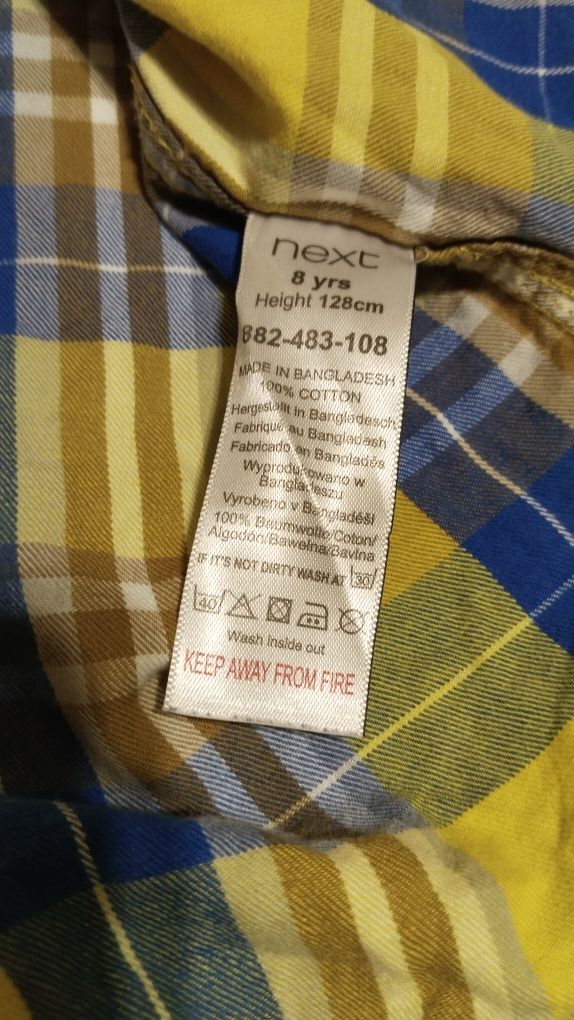 next
8 yrs
Height 128cm
882-483-108
MADE IN BANGLADESH
100% COTTON
Hergestellt in Bangladesch
Fabriqué au Bangladesh
Fabricado en Bangladés
Wyprodukowano w
Bangladeszu
Vyrobeno v Bangladéši
100% Baumwolle/Coton/
Algodón/Bawełna/Bavlna
IF IT'S NOT DIRTY WASH AT 30
40
Wash inside out
KEEP AWAY FROM FIRE